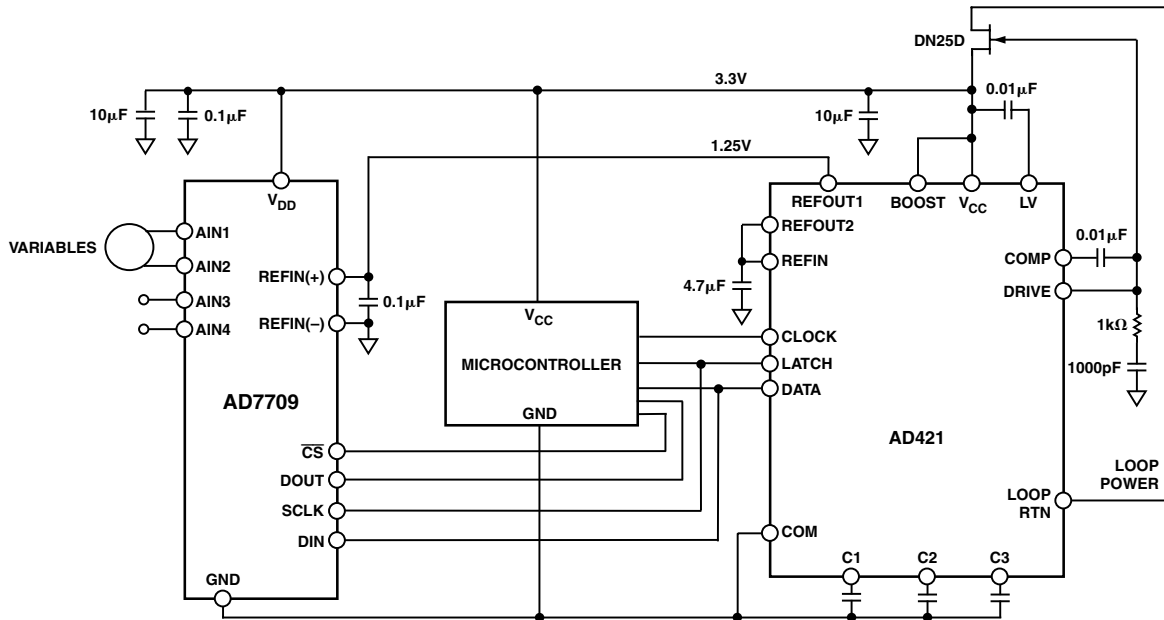 DN25D
3.3V
0.01μF
10μF
0.1μF
10μF
1.25V
VDD
REFOUT1
BOOST
VCC
LV
VARIABLES
AIN1
AIN2
AIN3
AIN4
REFIN(+)
REFIN(–)
0.1μF
REFOUT2
REFIN
4.7μF
COMP
0.01μF
DRIVE
1kΩ
1000pF
VCC
MICROCONTROLLER
GND
CLOCK
LATCH
DATA
AD7709
AD421
CS
DOUT
SCLK
DIN
GND
LOOP
POWER
LOOP
RTN
COM
C1
C2
C3